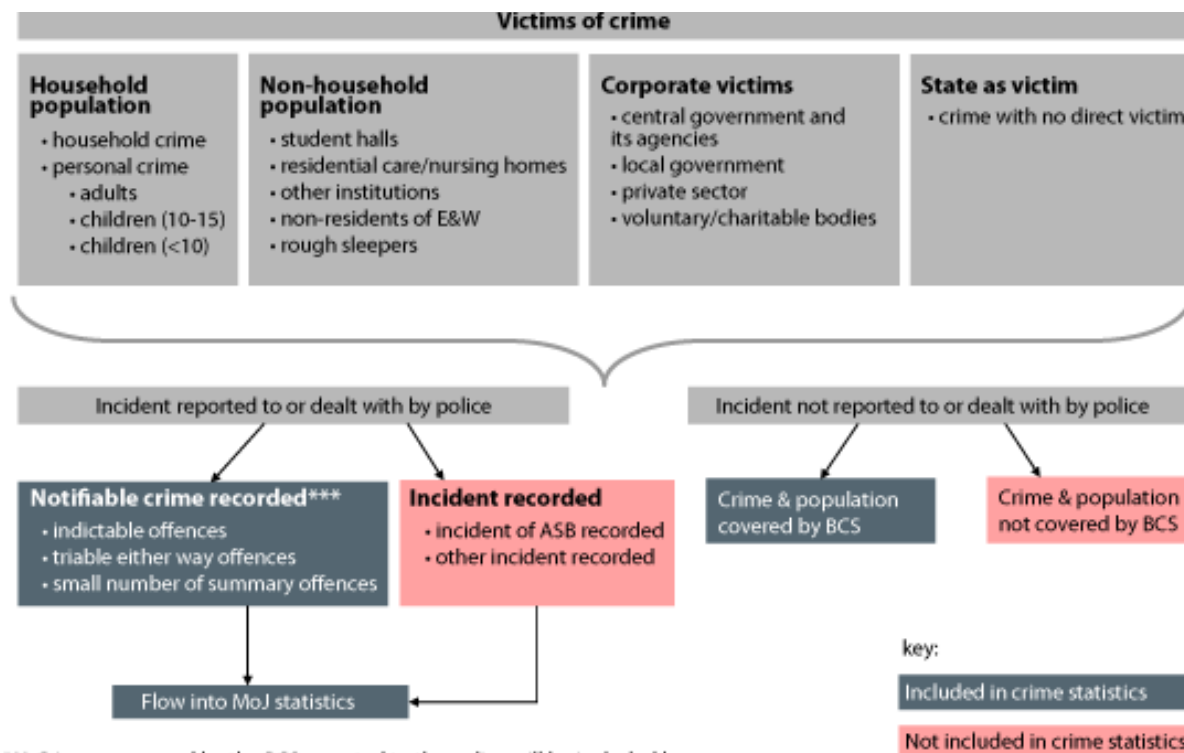 Victims of crime
Household
population
• household crime
• personal crime
• adults
• children (10-15)
• children (<10)
Non-household
population
• student halls
• residential care/nursing homes
• other institutions
• non-residents of E&W
• rough sleepers
Corporate victims
• central government and
its agencies
• local government
• private sector
• voluntary/charitable bodies
State as victim
• crime with no direct victim
Incident reported to or dealt with by police
Incident not reported to or dealt with by police
Notifiable crime recorded***
• indictable offences
• triable either way offences
• small number of summary offences
Incident recorded
• incident of ASB recorded
• other incident recorded
Crime & population
covered by BCS
Crime & population
not covered by BCS
Flow into MoJ statistics
key:
Included in crime statistics
Not included in crime statistics